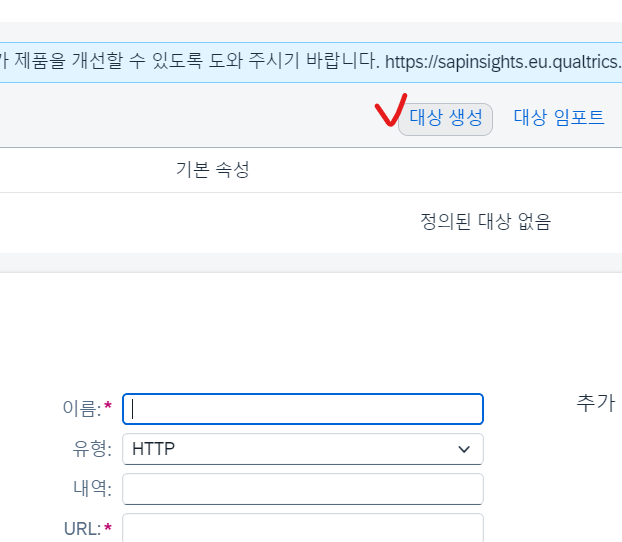 제품을 개선할 수 있도록 도와 주시기 바랍니다. https://sapinsights.eu.qualtrics.
대상 생성 대상 임포트
기본 속성
정의된 대상 없음
추가
이름:*
유형: HTTP
내역:
URL:*